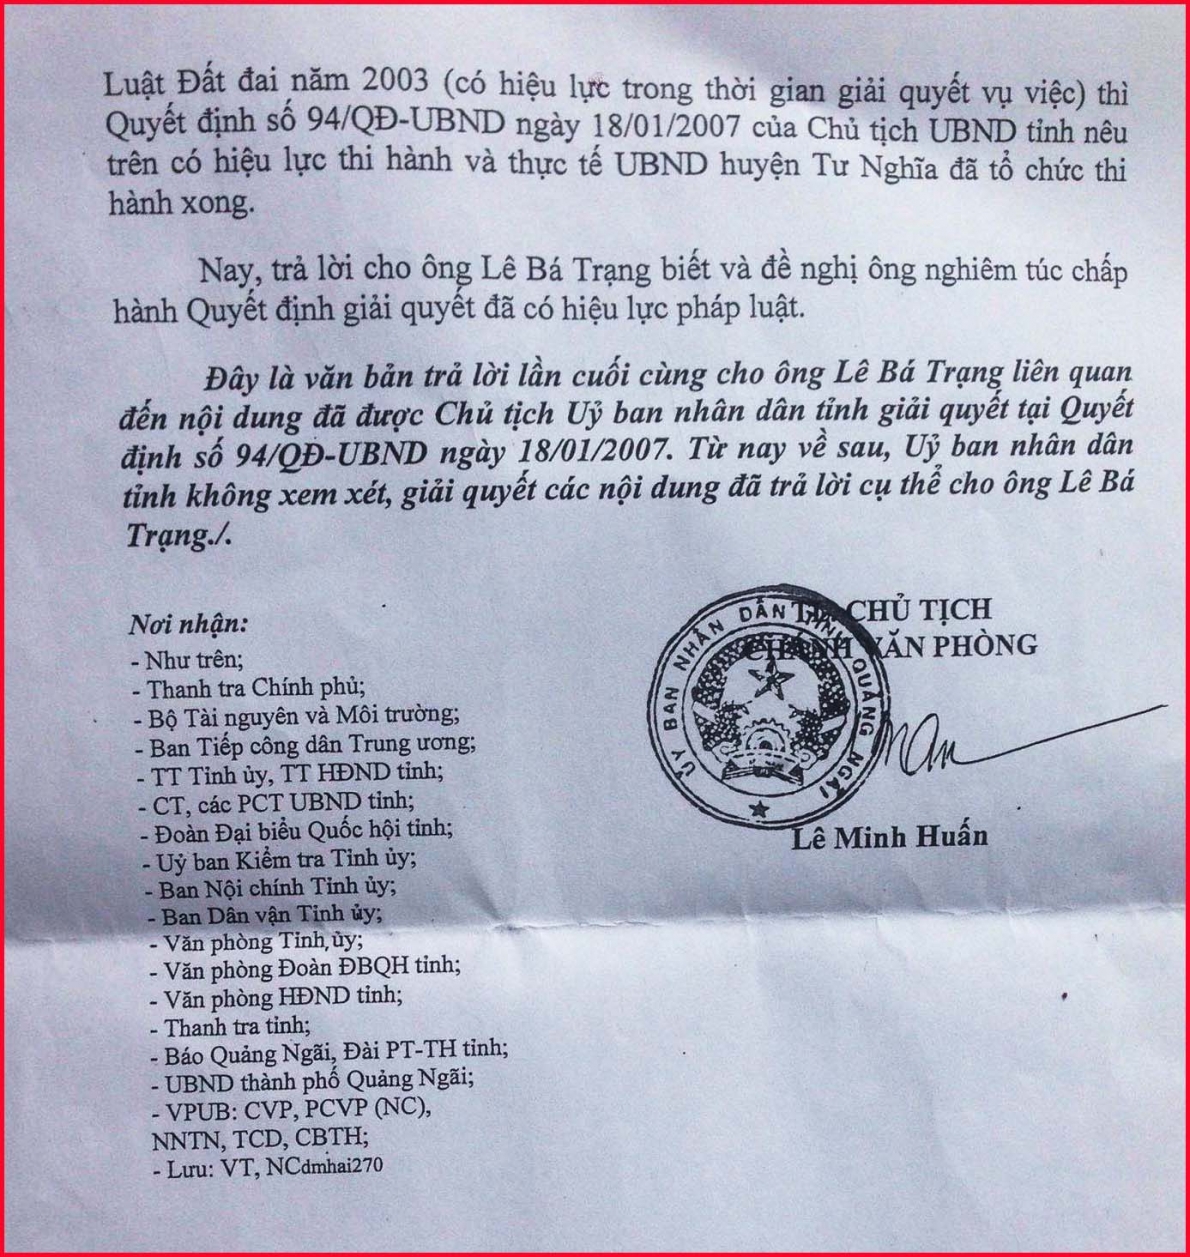 Luật Đất đai năm 2003 (có hiệu lực trong thời gian giải quyết vụ việc) thì
Quyết định số 94/QĐ-UBND ngày 18/01/2007 của Chủ tịch UBND tỉnh nêu
trên có hiệu lực thi hành và thực tế UBND huyện Tư Nghĩa đã tổ chức thi
hành xong.
Nay, trả lời cho ông Lê Bá Trạng biết và đề nghị ông nghiêm túc chấp
hành Quyết định giải quyết đã có hiệu lực pháp luật.
Đây là văn bản trả lời lần cuối cùng cho ông Lê Bá Trạng liên quan
đến nội dung đã được Chủ tịch Uỷ ban nhân dân tỉnh giải quyết tại Quyết
định số 94/QĐ-UBND ngày 18/01/2007. Từ nay về sau, Uỷ ban nhân dân
tỉnh không xem xét, giải quyết các nội dung đã trả lời cụ thể cho ông Lê Bá
Trạng./.
Nơi nhận:
- Như trên;
- Thanh tra Chính phủ;
- Bộ Tài nguyên và Môi trường;
- Ban Tiếp công dân Trung ương;
- TT Tỉnh ủy, TT HĐND tỉnh;
- CT, các PCT UBND tỉnh;
- Đoàn Đại biểu Quốc hội tỉnh;
- Uỷ ban Kiểm tra Tỉnh ủy;
- Ban Nội chính Tỉnh ủy;
- Ban Dân vận Tỉnh ủy;
- Văn phòng Tỉnh ủy;
- Văn phòng Đoàn ĐBQH tỉnh;
- Văn phòng HĐND tỉnh;
- Thanh tra tỉnh;
- Báo Quảng Ngãi, Đài PT-TH tỉnh;
- UBND thành phố Quảng Ngãi;
- VPUB: CVP, PCVP (NC),
NNTN, TCD, CBTH;
- Lưu: VT, NCdmhai270
CHỦ TỊCH
CHÁNH VĂN PHÒNG
ỦY BAN NHÂN DÂN TỈNH QUẢNG NGÃI
Lê Minh Huấn